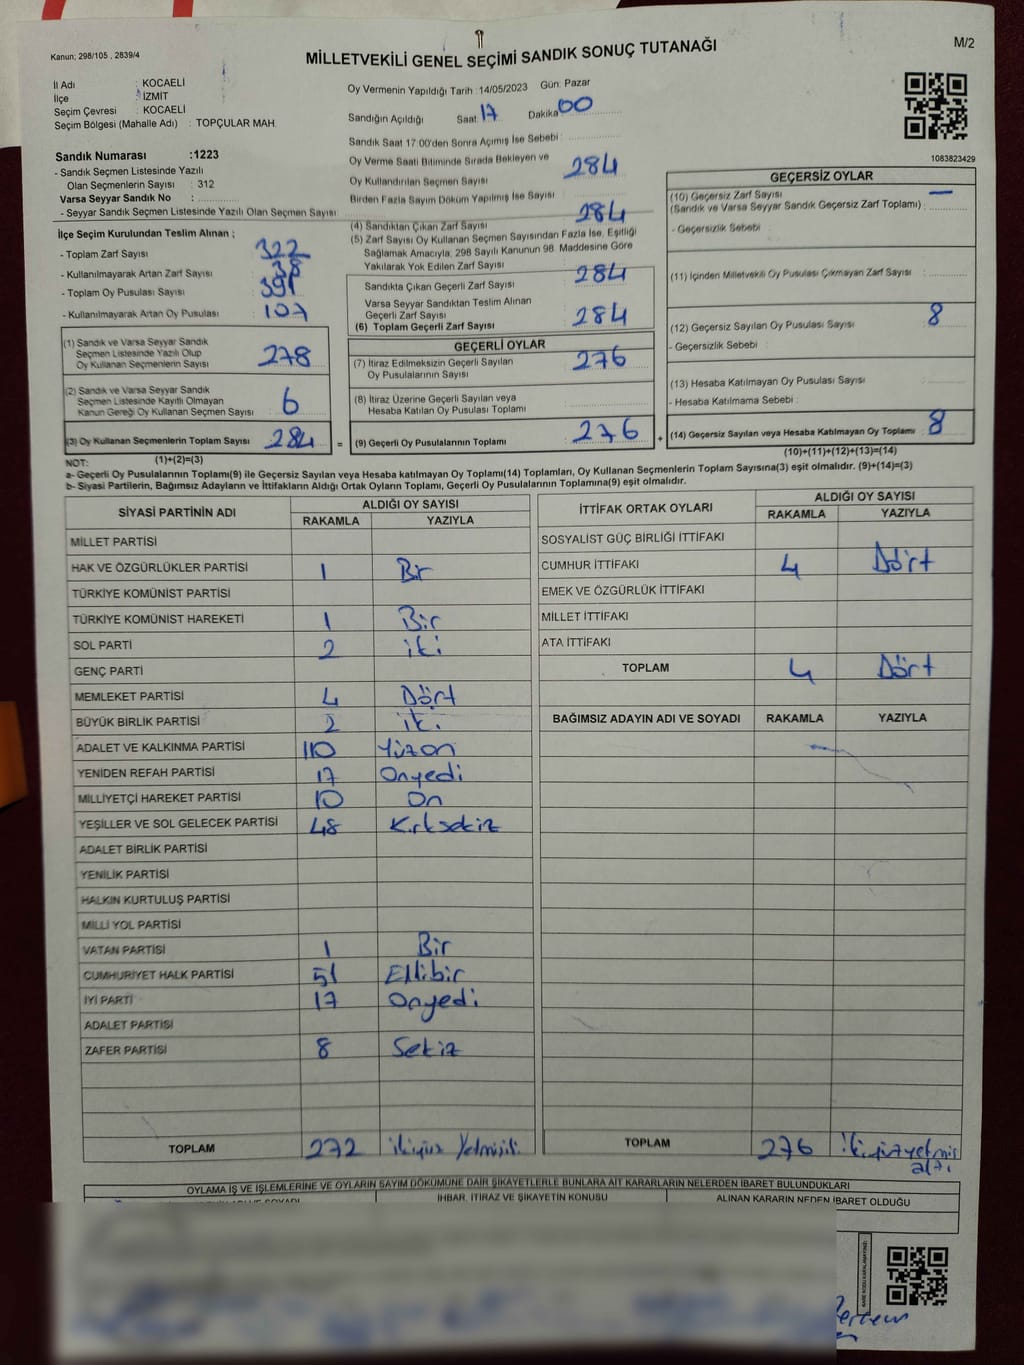 Kanun; 298/105 , 2839/4
MİLLETVEKİLİ GENEL SEÇİMİ SANDIK SONUÇ TUTANAĞI
M/2
İl Adı : KOCAELİ
İlçe : İZMİT
Seçim Çevresi : KOCAELİ
Seçim Bölgesi (Mahalle Adı) : TOPÇULAR MAH.
Sandık Numarası :1223
- Sandık Seçmen Listesinde Yazılı
Olan Seçmenlerin Sayısı : 312
Varsa Seyyar Sandık No :
- Seyyar Sandık Seçmen Listesinde Yazılı Olan Seçmen Sayısı
Oy Vermenin Yapıldığı Tarih :14/05/2023 Gün: Pazar
Sandığın Açıldığı Saat 17 Dakika 00
Sandık Saat 17:00'den Sonra Açımış İse Sebebi :
Oy Verme Saati Bitiminde Sırada Bekleyen ve
Oy Kullandırılan Seçmen Sayısı 284
Birden Fazla Sayım Döküm Yapılmış İse Sayısı
1083823429
İlçe Seçim Kurulundan Teslim Alınan ;
- Toplam Zarf Sayısı 322
- Kullanılmayarak Artan Zarf Sayısı : 38
- Toplam Oy Pusulası Sayısı : 391
- Kullanılmayarak Artan Oy Pusulası : 107
(4) Sandıktan Çıkan Zarf Sayısı 284
(5) Zarf Sayısı Oy Kullanan Seçmen Sayısından Fazla İse, Eşitliği
Sağlamak Amacıyla, 298 Sayılı Kanunun 98. Maddesine Göre
Yakılarak Yok Edilen Zarf Sayısı
Sandıkta Çıkan Geçerli Zarf Sayısı 284
Varsa Seyyar Sandıktan Teslim Alınan
Geçerli Zarf Sayısı
(6) Toplam Geçerli Zarf Sayısı 284
GEÇERSİZ OYLAR
(10) Geçersiz Zarf Sayısı —
(Sandık ve Varsa Seyyar Sandık Geçersiz Zarf Toplamı) :
- Geçersizlik Sebebi :
(11) İçinden Milletvekili Oy Pusulası Çıkmayan Zarf Sayısı :
(12) Geçersiz Sayılan Oy Pusulası Sayısı : 8
- Geçersizlik Sebebi :
(13) Hesaba Katılmayan Oy Pusulası Sayısı :
- Hesaba Katılmama Sebebi :
(14) Geçersiz Sayılan veya Hesaba Katılmayan Oy Toplamı 8
(10)+(11)+(12)+(13)=(14)
(1) Sandık ve Varsa Seyyar Sandık
Seçmen Listesinde Yazılı Olup
Oy Kullanan Seçmenlerin Sayısı : 278
(2) Sandık ve Varsa Seyyar Sandık
Seçmen Listesinde Kayıtlı Olmayan
Kanun Gereği Oy Kullanan Seçmen Sayısı : 6
(3) Oy Kullanan Seçmenlerin Toplam Sayısı : 284 =
(1)+(2)=(3)
GEÇERLİ OYLAR
(7) İtiraz Edilmeksizin Geçerli Sayılan
Oy Pusulalarının Sayısı 276
(8) İtiraz Üzerine Geçerli Sayılan veya
Hesaba Katılan Oy Pusulası Toplamı
(9) Geçerli Oy Pusulalarının Toplamı : 276 +
NOT:
a- Geçerli Oy Pusulalarının Toplamı(9) ile Geçersiz Sayılan veya Hesaba katılmayan Oy Toplamı(14) Toplamları, Oy Kullanan Seçmenlerin Toplam Sayısına(3) eşit olmalıdır. (9)+(14)=(3)
b- Siyasi Partilerin, Bağımsız Adayların ve İttifakların Aldığı Ortak Oyların Toplamı, Geçerli Oy Pusulalarının Toplamına(9) eşit olmalıdır.
SİYASİ PARTİNİN ADI ALDIĞI OY SAYISI
RAKAMLA YAZIYLA
MİLLET PARTİSİ
HAK VE ÖZGÜRLÜKLER PARTİSİ 1 Bir
TÜRKİYE KOMÜNİST PARTİSİ
TÜRKİYE KOMÜNİST HAREKETİ 1 Bir
SOL PARTİ 2 iki
GENÇ PARTİ
MEMLEKET PARTİSİ 4 Dört
BÜYÜK BİRLİK PARTİSİ 2 iki
ADALET VE KALKINMA PARTİSİ 110 Yüzon
YENİDEN REFAH PARTİSİ 17 Onyedi
MİLLİYETÇİ HAREKET PARTİSİ 10 On
YEŞİLLER VE SOL GELECEK PARTİSİ 48 Kırksekiz
ADALET BİRLİK PARTİSİ
YENİLİK PARTİSİ
HALKIN KURTULUŞ PARTİSİ
MİLLİ YOL PARTİSİ
VATAN PARTİSİ 1 Bir
CUMHURİYET HALK PARTİSİ 51 Ellibir
İYİ PARTİ 17 Onyedi
ADALET PARTİSİ
ZAFER PARTİSİ 8 Sekiz
TOPLAM 272 ikiyüz
İTTİFAK ORTAK OYLARI ALDIĞI OY SAYISI
RAKAMLA YAZIYLA
SOSYALİST GÜÇ BİRLİĞİ İTTİFAKI
CUMHUR İTTİFAKI 4 Dört
EMEK VE ÖZGÜRLÜK İTTİFAKI
MİLLET İTTİFAKI
ATA İTTİFAKI
TOPLAM 4 Dört
BAĞIMSIZ ADAYIN ADI VE SOYADI RAKAMLA YAZIYLA
TOPLAM 276 ikiyüzyetmiş
altı
OYLAMA İŞ VE İŞLEMLERİNE VE OYLARIN SAYIM DÖKÜMÜNE DAİR ŞİKAYETLERLE BUNLARA AİT KARARLARIN NELERDEN İBARET BULUNDUKLARI
İHBAR, İTİRAZ VE ŞİKAYETİN KONUSU ALINAN KARARIN NEDEN İBARET OLDUĞU